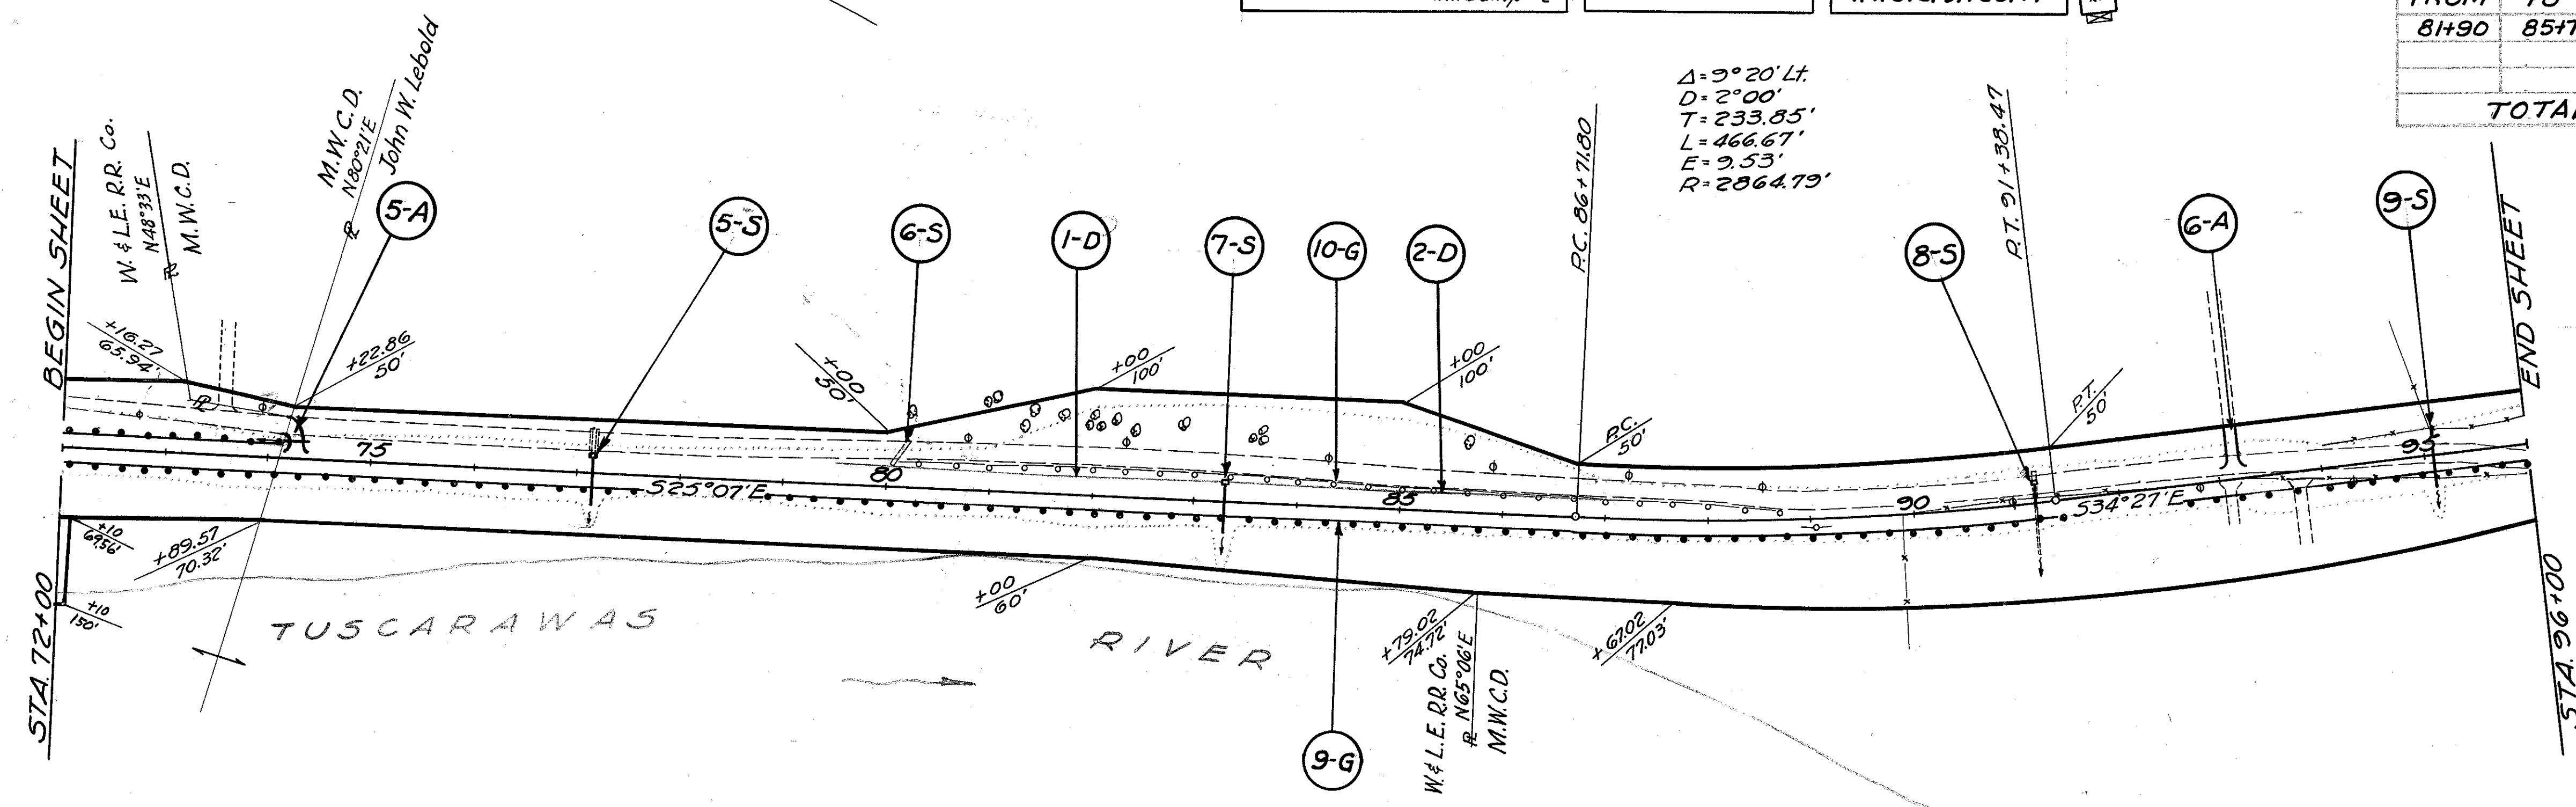 FROM
81+90
TOTAL
Δ = 9°20' Lt.
D = 2°00'
T = 233.85'
L = 466.67'
E = 9.53'
R = 2864.79'
BEGIN SHEET
W. & L.E. R.R. Co.
N48°33'E
M.W.C.D.
M.W.C.D.
N80°21'E
John W. Lebold
5-A
5-S
6-S
1-D
7-S
10-G
2-D
P.C. 86+71.80
8-S
P.T. 91+38.47
6-A
9-S
END SHEET
+16.27
65.94'
+22.86
50'
+00
50'
+00
100'
+00
100'
P.C.
50'
P.T.
50'
75
80
85
90
95
S25°07'E
S34°27'E
+10
69.56'
+89.57
70.32'
+10
150'
+00
60'
+79.02
74.72'
+67.02
77.03'
TUSCARAWAS
RIVER
W. & L. E. R.R. Co.
N65°06'E
M.W.C.D.
9-G
STA. 72+00
STA. 96+00